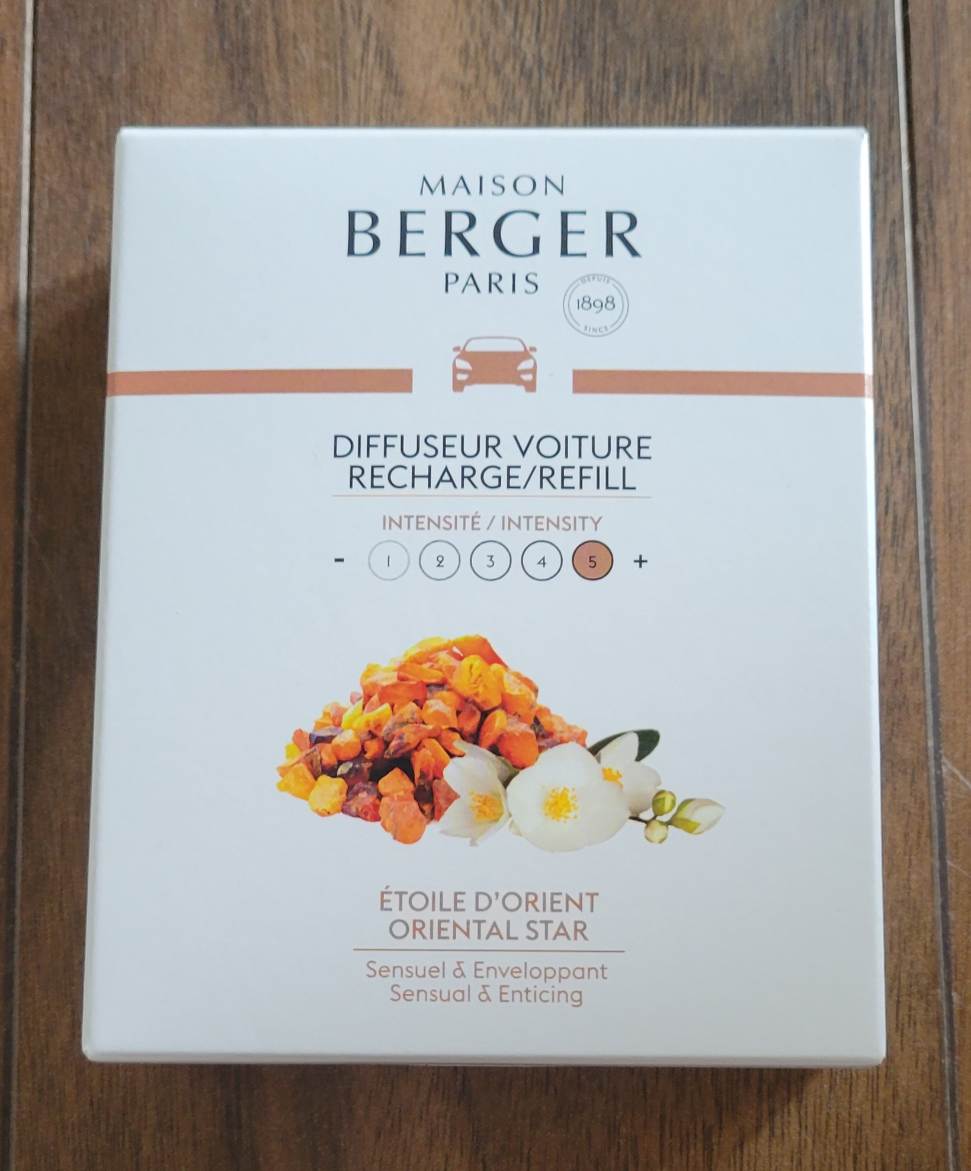 MAISON
BERGER
PARIS
DEPUIS
1898
SINCE
DIFFUSEUR VOITURE
RECHARGE/REFILL
INTENSITÉ / INTENSITY
- 1 2 3 4 5 +
ÉTOILE D'ORIENT
ORIENTAL STAR
Sensuel & Enveloppant
Sensual & Enticing